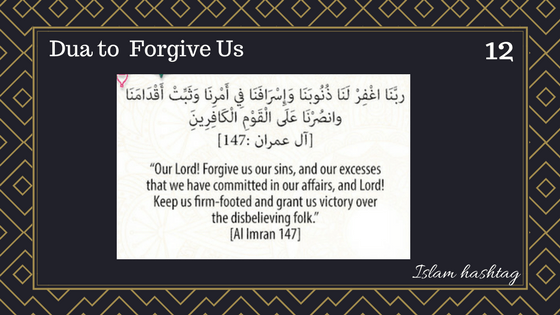 Dua to Forgive Us
12
ربَّنَا اغْفِرْ لَنَا ذُنُوبَنَا وَإِسْرَافَنَا فِي أَمْرِنَا وَثَبِّتْ أَقْدَامَنَا
وانصُرْنَا عَلَى الْقَوْمِ الْكَافِرِينَ
[آل عمران :147]
“Our Lord! Forgive us our sins, and our excesses
that we have committed in our affairs, and Lord!
Keep us firm-footed and grant us victory over
the disbelieving folk.”
[Al Imran 147]
Islam hashtag